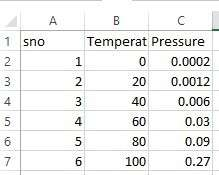 A B C
1 sno Temperat Pressure
2 1 0 0.0002
3 2 20 0.0012
4 3 40 0.006
5 4 60 0.03
6 5 80 0.09
7 6 100 0.27